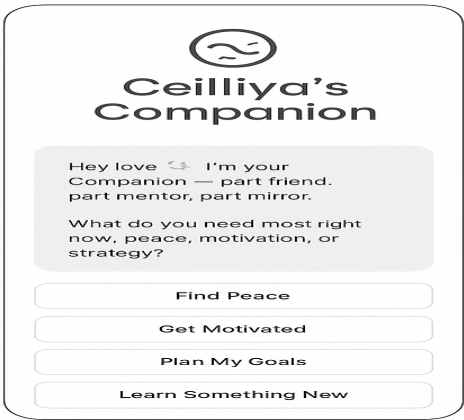 Ceilliya's
Companion
Hey love I'm your
Companion — part friend.
part mentor, part mirror.
What do you need most right
now, peace, motivation, or
strategy?
Find Peace
Get Motivated
Plan My Goals
Learn Something New